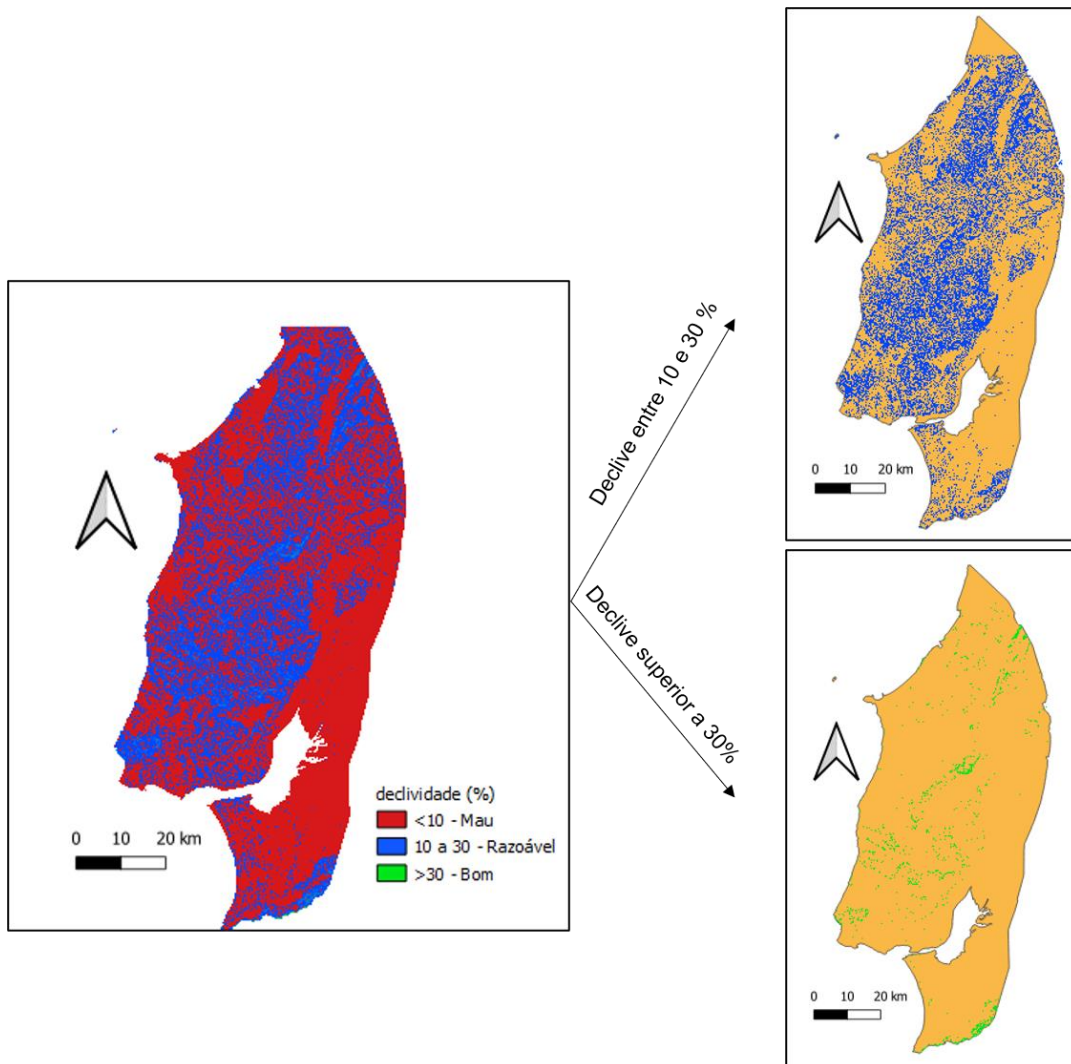 0 10 20 km
Declive entre 10 e 30 %
declividade (%)
<10 - Mau
10 a 30 - Razoável
>30 - Bom
0 10 20 km
Declive superior a 30%
0 10 20 km